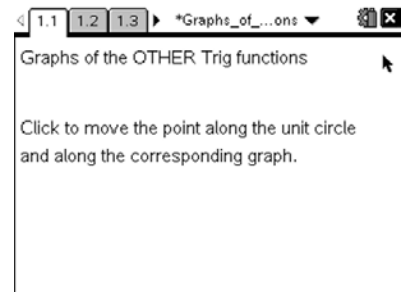 1.1 1.2 1.3 *Graphs_of_...ons
Graphs of the OTHER Trig functions
Click to move the point along the unit circle
and along the corresponding graph.